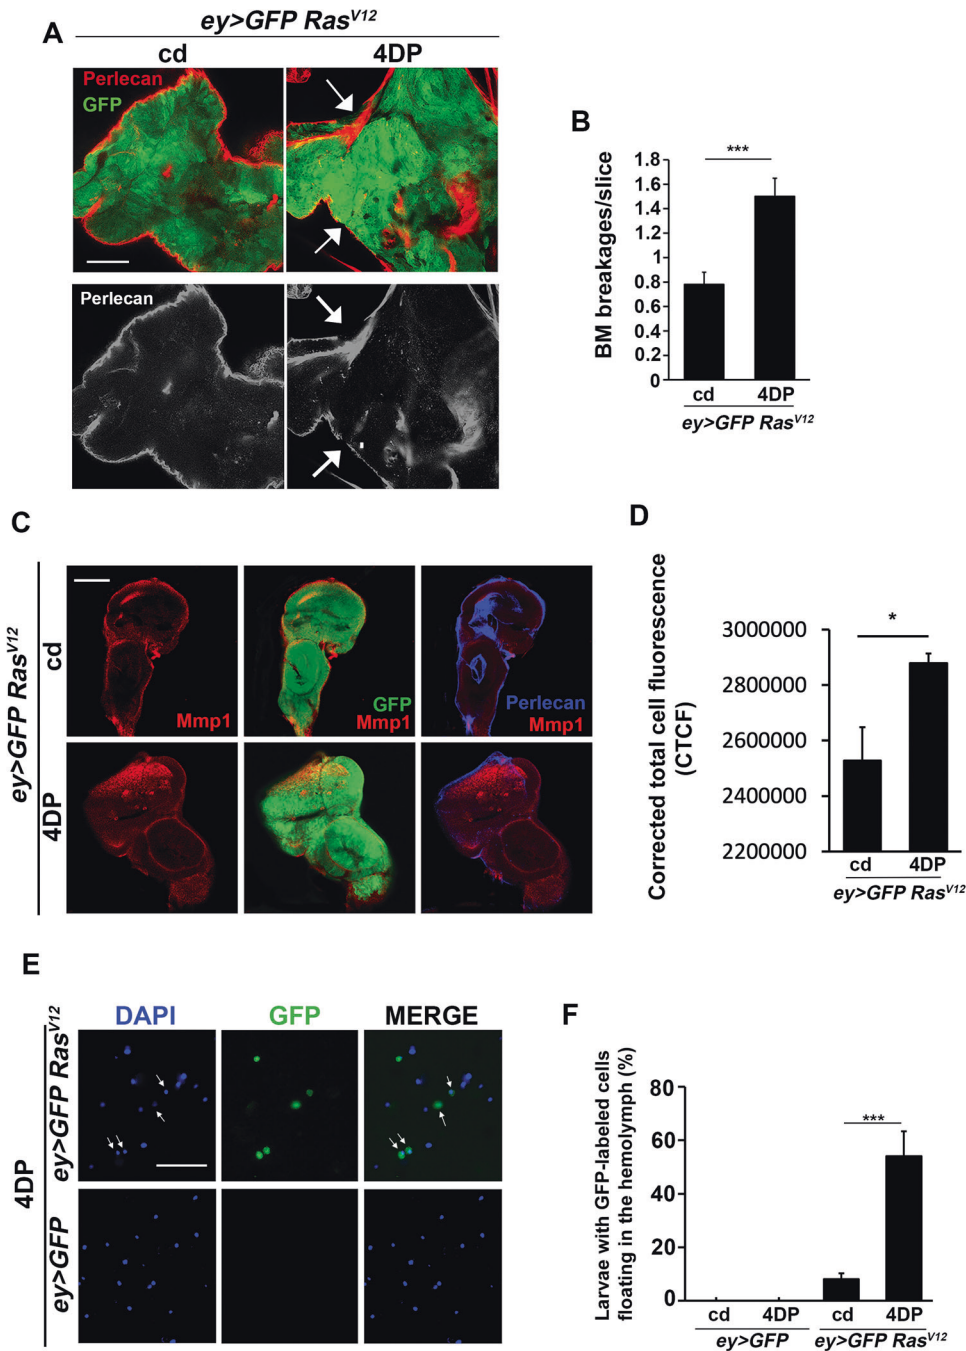 A
ey>GFP Ras^V12
cd
4DP
Perlecan
GFP
Perlecan
B
BM breakages/slice
1.8
1.6
1.4
1.2
1
0.8
0.6
0.4
0.2
0
***
cd
4DP
ey>GFP Ras^V12
C
ey>GFP Ras^V12
cd
4DP
Mmp1
GFP
Mmp1
Perlecan
Mmp1
D
Corrected total cell fluorescence
(CTCF)
3000000
2800000
2600000
2400000
2200000
*
cd
4DP
ey>GFP Ras^V12
E
DAPI
GFP
MERGE
4DP
ey>GFP Ras^V12
ey>GFP
F
Larvae with GFP-labeled cells
floating in the hemolymph (%)
80
60
40
20
0
***
cd
4DP
cd
4DP
ey>GFP
ey>GFP Ras^V12